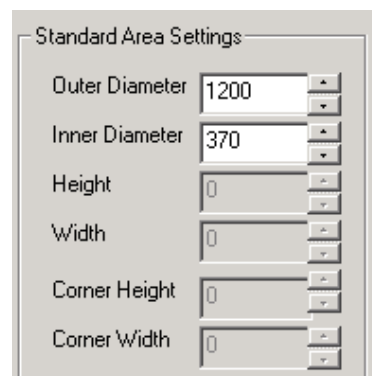 Standard Area Settings
Outer Diameter 1200
Inner Diameter 370
Height 0
Width 0
Corner Height 0
Corner Width 0